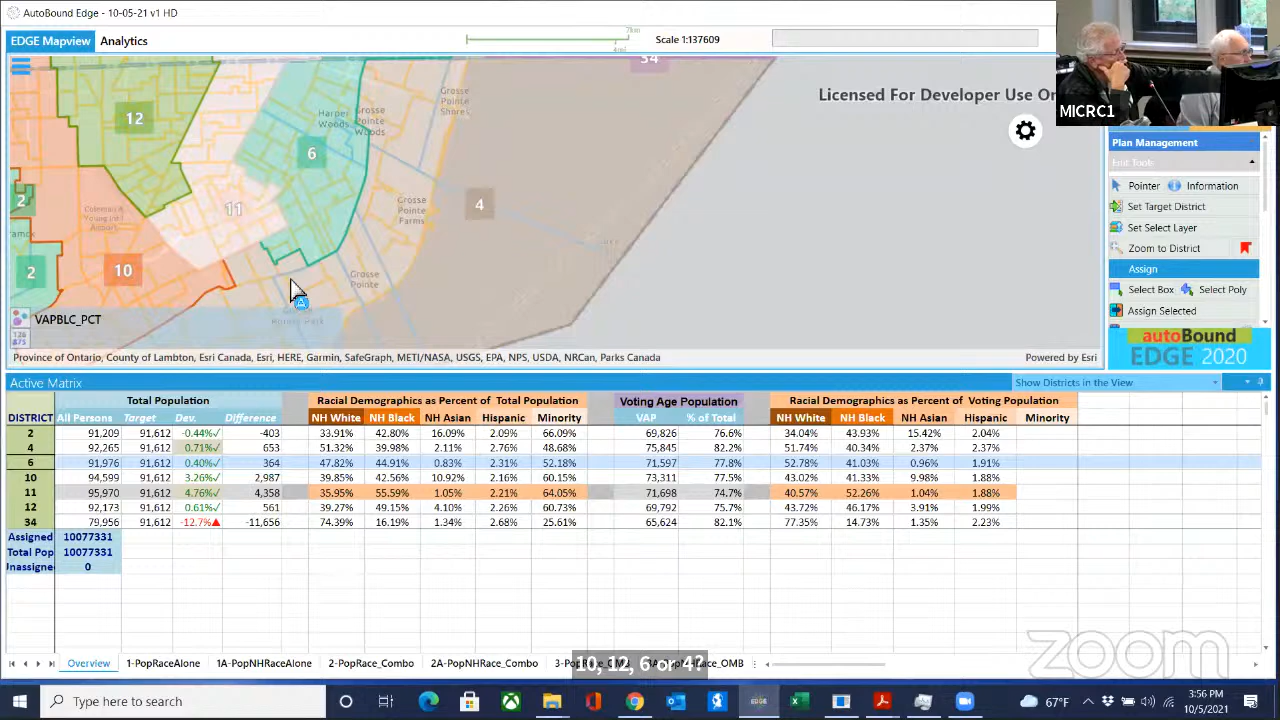 AutoBound Edge - 10-05-21 v1 HD
EDGE Mapview Analytics
7km
4mi
Scale 1:137609
34
Licensed For Developer Use On
MICRC1
12
Harper Woods
Grosse Pointe Woods
Grosse Pointe Shores
6
2
Coleman A Young Intl Airport
11
Grosse Pointe Farms
4
2
10
Grosse Pointe
VAPBLC_PCT
Province of Ontario, County of Lambton, Esri Canada, Esri, HERE, Garmin, SafeGraph, METI/NASA, USGS, EPA, NPS, USDA, NRCan, Parks Canada
Powered by Esri
Plan Management
Edit Tools
Pointer Information
Set Target District
Set Select Layer
Zoom to District
Assign
Select Box Select Poly
Assign Selected
autoBound
EDGE 2020
Active Matrix
Show Districts in the View
Total Population Racial Demographics as Percent of Total Population Voting Age Population Racial Demographics as Percent of Voting Population
DISTRICT All Persons Target Dev. Difference NH White NH Black NH Asian Hispanic Minority VAP % of Total NH White NH Black NH Asian Hispanic Minority
2 91,209 91,612 -0.44%✓ -403 33.91% 42.80% 16.09% 2.09% 66.09% 69,826 76.6% 34.04% 43.93% 15.42% 2.04%
4 92,265 91,612 0.71%✓ 653 51.32% 39.98% 2.11% 2.76% 48.68% 75,845 82.2% 51.74% 40.34% 2.37% 2.37%
6 91,976 91,612 0.40%✓ 364 47.82% 44.91% 0.83% 2.31% 52.18% 71,597 77.8% 52.78% 41.03% 0.96% 1.91%
10 94,599 91,612 3.26%✓ 2,987 39.85% 42.56% 10.92% 2.16% 60.15% 73,311 77.5% 43.02% 41.33% 9.98% 1.88%
11 95,970 91,612 4.76%✓ 4,358 35.95% 55.59% 1.05% 2.21% 64.05% 71,698 74.7% 40.57% 52.26% 1.04% 1.88%
12 92,173 91,612 0.61%✓ 561 39.27% 49.15% 4.10% 2.26% 60.73% 69,792 75.7% 43.72% 46.17% 3.91% 1.99%
34 79,956 91,612 -12.7%▲ -11,656 74.39% 16.19% 1.34% 2.68% 25.61% 65,624 82.1% 77.35% 14.73% 1.35% 2.23%
Assigned 10077331
Total Pop 10077331
Unassigne 0
zoom
10, 12, 6 or 4?
Overview 1-PopRaceAlone 1A-PopNHRaceAlone 2-PopRace_Combo 2A-PopNHRace_Combo
Type here to search
EDGE
67°F
3:56 PM
10/5/2021